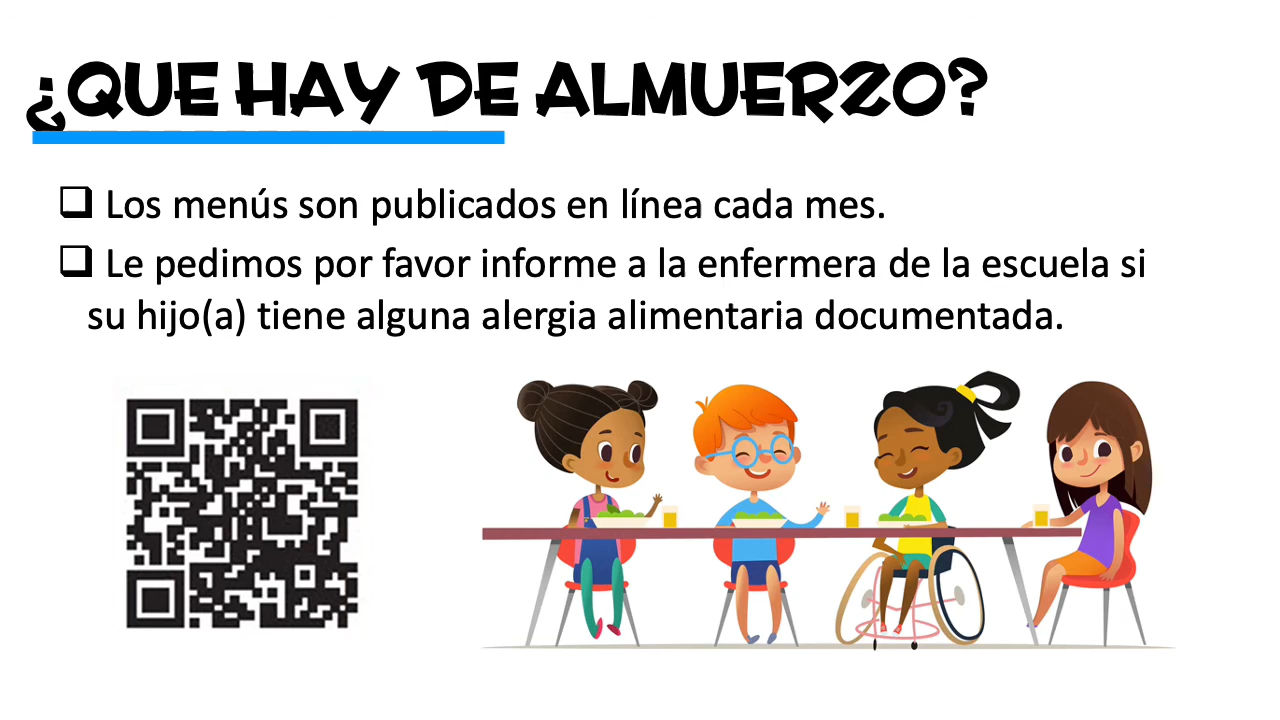 ¿QUE HAY DE ALMUERZO?
❑ Los menús son publicados en línea cada mes.
❑ Le pedimos por favor informe a la enfermera de la escuela si
su hijo(a) tiene alguna alergia alimentaria documentada.